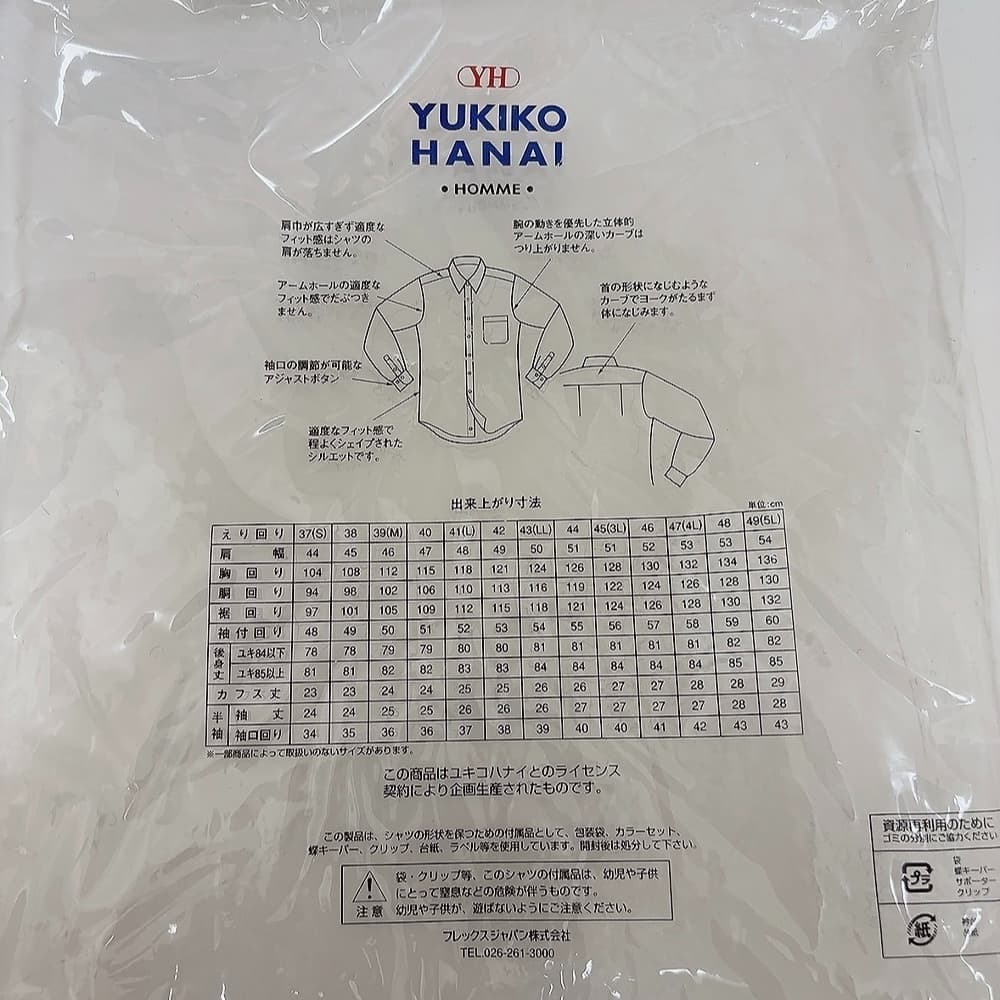 YH
YUKIKO
HANAI
• HOMME •
肩巾が広すぎず適度な
フィット感はシャツの
肩が落ちません。
腕の動きを優先した立体的
アームホールの深いカーブは
つり上がりません。
アームホールの適度な
フィット感でだぶつき
ません。
首の形状になじむような
カーブでヨークがたるまず
体になじみます。
袖口の調節が可能な
アジャストボタン
適度なフィット感で
程よくシェイプされた
シルエットです。
出来上がり寸法
単位:cm
えり回り 37(S) 38 39(M) 40 41(L) 42 43(LL) 44 45(3L) 46 47(4L) 48 49(5L)
肩幅 44 45 46 47 48 49 50 51 51 52 53 53 54
胸回り 104 108 112 115 118 121 124 126 128 130 132 134 136
胴回り 94 98 102 106 110 113 116 119 122 124 126 128 130
裾回り 97 101 105 109 112 115 118 121 124 126 128 130 132
袖付回り 48 49 50 51 52 53 54 55 56 57 58 59 60
後身丈 ユキ84以下 78 78 79 79 80 80 81 81 81 81 81 82 82
ユキ85以上 81 81 82 82 83 83 84 84 84 84 84 85 85
カフス丈 23 23 24 24 25 25 26 26 27 27 28 28 29
半袖 袖丈 24 24 25 25 26 26 26 27 27 27 27 28 28
袖口回り 34 35 36 36 37 38 39 40 40 41 42 43 43
※一部商品によって取扱いのないサイズがあります。
この商品はユキコハナイとのライセンス
契約により企画生産されたものです。
この製品は、シャツの形状を保つための付属品として、包装袋、カラーセット、
蝶キーパー、クリップ、台紙、ラベル等を使用しています。開封後は処分して下さい。
袋・クリップ等、このシャツの付属品は、幼児や子供
にとって窒息などの危険が伴うものです。
注意 幼児や子供が、遊ばないようにご注意ください。
フレックスジャパン株式会社
TEL.026-261-3000
資源再利用のために
ゴミの分別にご協力ください
プラ
袋
蝶キーパー
サポーター
クリップ
紙
台紙